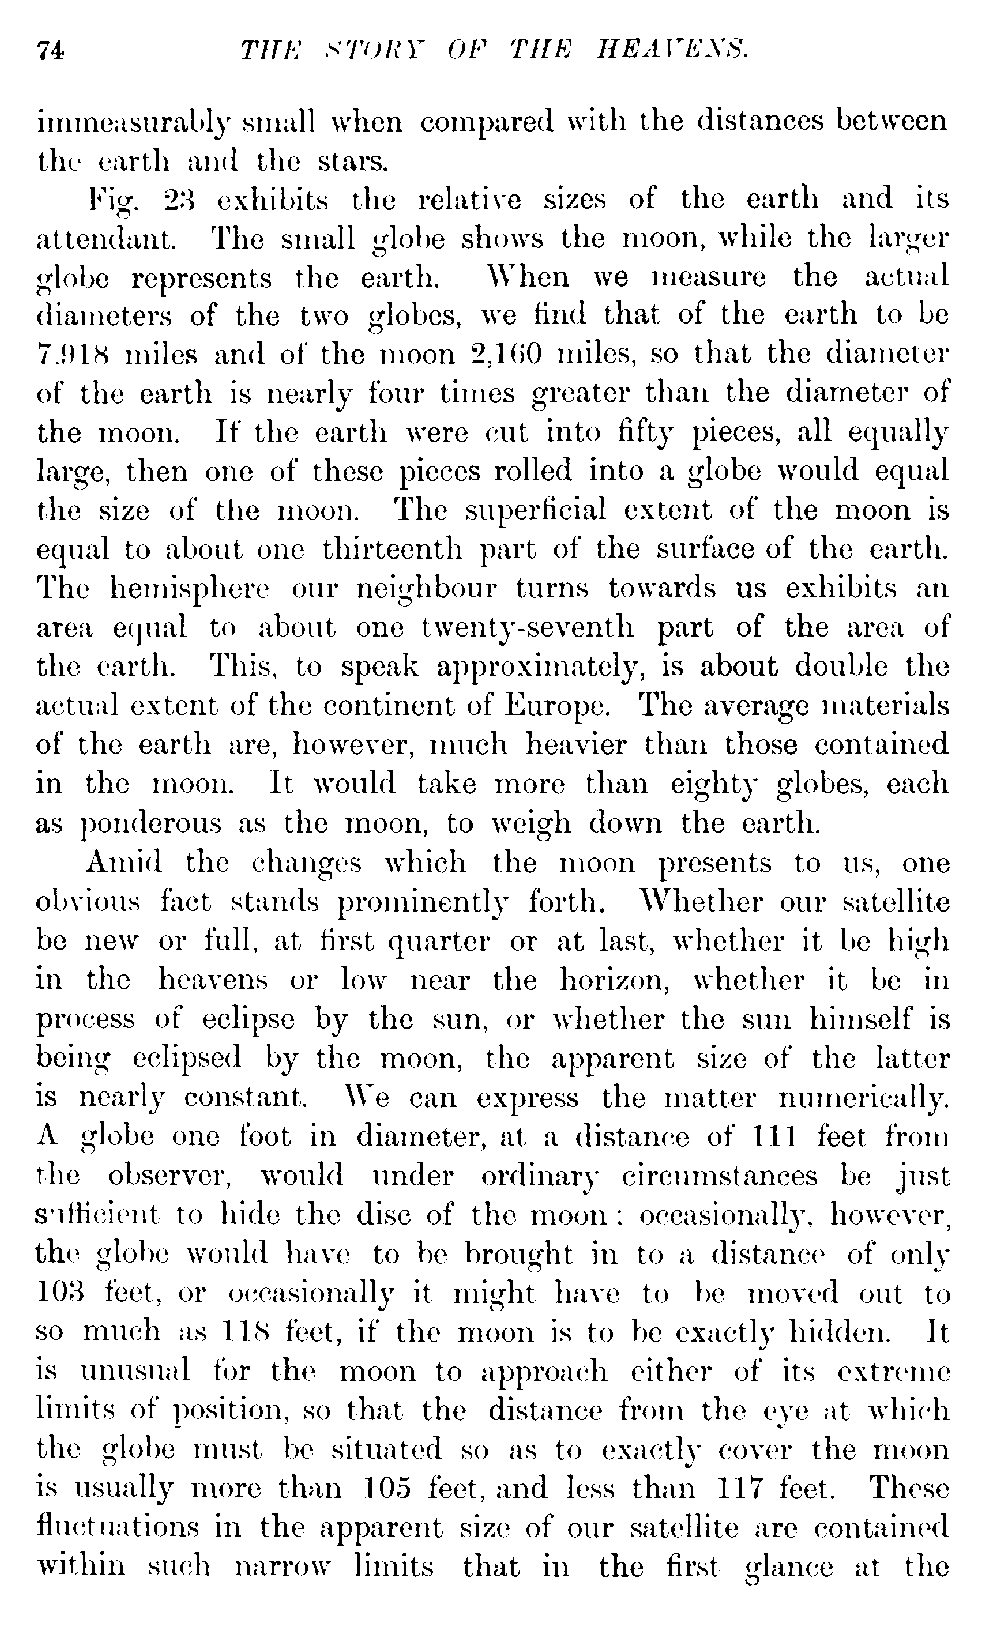 74 THE STORY OF THE HEAVENS.
immeasurably small when compared with the distances between
the earth and the stars.
Fig. 23 exhibits the relative sizes of the earth and its
attendant. The small globe shows the moon, while the larger
globe represents the earth. When we measure the actual
diameters of the two globes, we find that of the earth to be
7,918 miles and of the moon 2,160 miles, so that the diameter
of the earth is nearly four times greater than the diameter of
the moon. If the earth were cut into fifty pieces, all equally
large, then one of these pieces rolled into a globe would equal
the size of the moon. The superficial extent of the moon is
equal to about one thirteenth part of the surface of the earth.
The hemisphere our neighbour turns towards us exhibits an
area equal to about one twenty-seventh part of the area of
the earth. This, to speak approximately, is about double the
actual extent of the continent of Europe. The average materials
of the earth are, however, much heavier than those contained
in the moon. It would take more than eighty globes, each
as ponderous as the moon, to weigh down the earth.
Amid the changes which the moon presents to us, one
obvious fact stands prominently forth. Whether our satellite
be new or full, at first quarter or at last, whether it be high
in the heavens or low near the horizon, whether it be in
process of eclipse by the sun, or whether the sun himself is
being eclipsed by the moon, the apparent size of the latter
is nearly constant. We can express the matter numerically.
A globe one foot in diameter, at a distance of 111 feet from
the observer, would under ordinary circumstances be just
sufficient to hide the disc of the moon: occasionally, however,
the globe would have to be brought in to a distance of only
103 feet, or occasionally it might have to be moved out to
so much as 118 feet, if the moon is to be exactly hidden. It
is unusual for the moon to approach either of its extreme
limits of position, so that the distance from the eye at which
the globe must be situated so as to exactly cover the moon
is usually more than 105 feet, and less than 117 feet. These
fluctuations in the apparent size of our satellite are contained
within such narrow limits that in the first glance at the